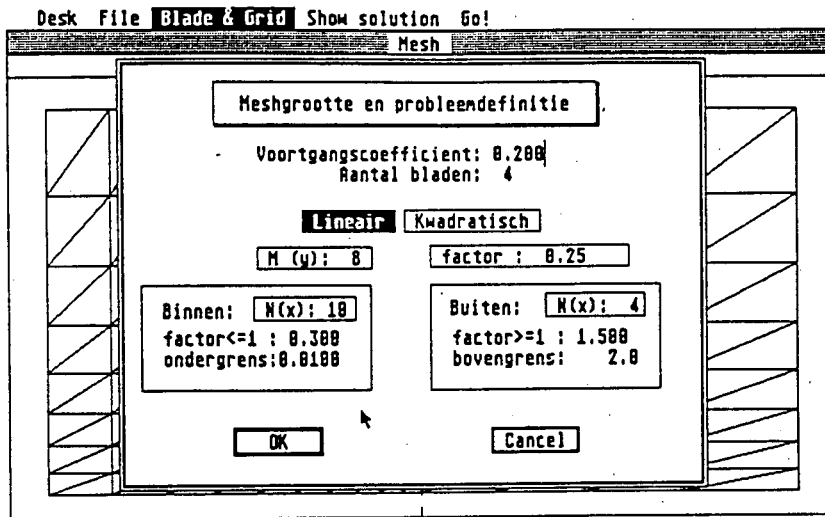 Desk File Blade & Grid Show solution Go!
Mesh
Meshgrootte en probleemdefinitie
Voortgangscoefficient: 0.200
Aantal bladen: 4
Lineair Kwadratisch
M (y): 8 factor : 0.25
Binnen: N(x): 10
factor<=1 : 0.300
ondergrens:0.0100
Buiten: N(x): 4
factor>=1 : 1.500
bovengrens: 2.0
OK Cancel